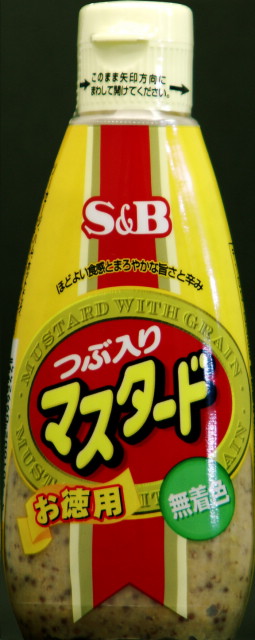 このまま矢印方向に
まわして開けてください。
S&B
ほどよい食感とまろやかな旨さと辛み
MUSTARD WITH GRAIN
つぶ入り
マスタード
お徳用
無着色